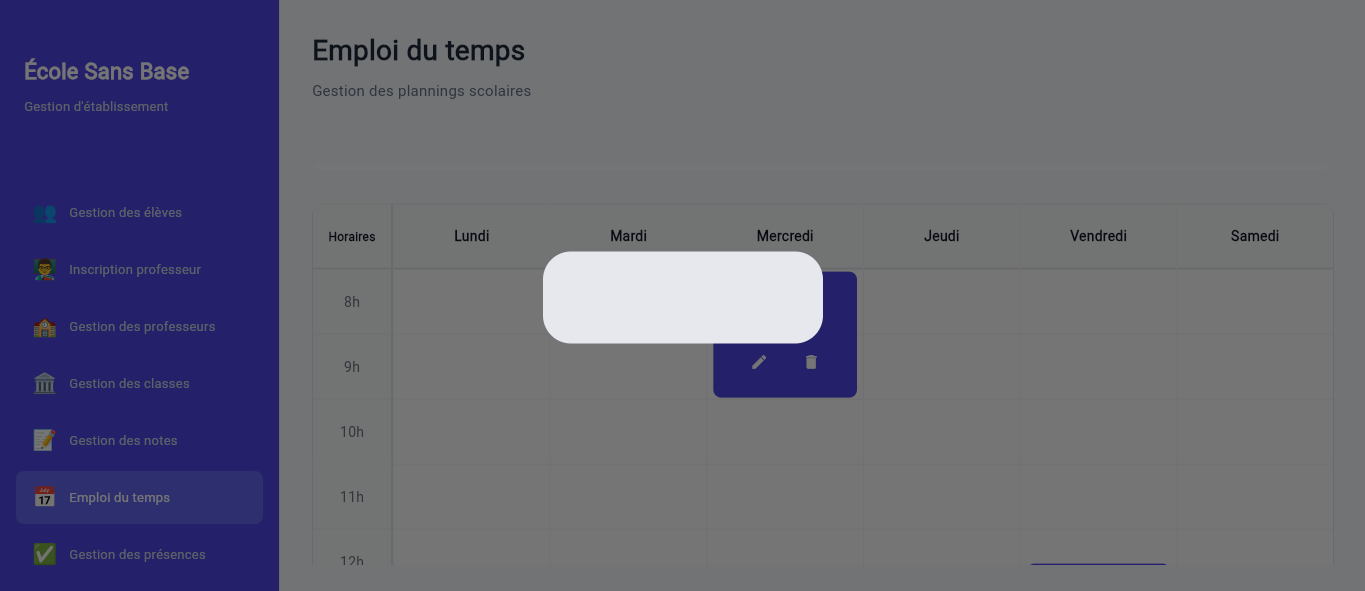 École Sans Base
Gestion d'établissement
Gestion des élèves
Inscription professeur
Gestion des professeurs
Gestion des classes
Gestion des notes
Emploi du temps
Gestion des présences
Emploi du temps
Gestion des plannings scolaires
Horaires Lundi Mardi Mercredi Jeudi Vendredi Samedi
8h
9h
10h
11h
12h